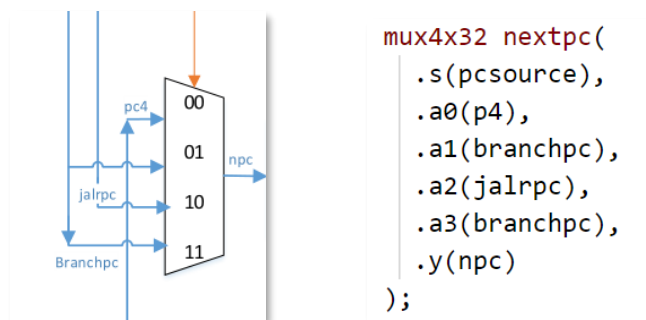 pc4
00
01
npc
jalrpc
10
11
Branchpc
mux4x32 nextpc(
.s(pcsource),
.a0(p4),
.a1(branchpc),
.a2(jalrpc),
.a3(branchpc),
.y(npc)
);